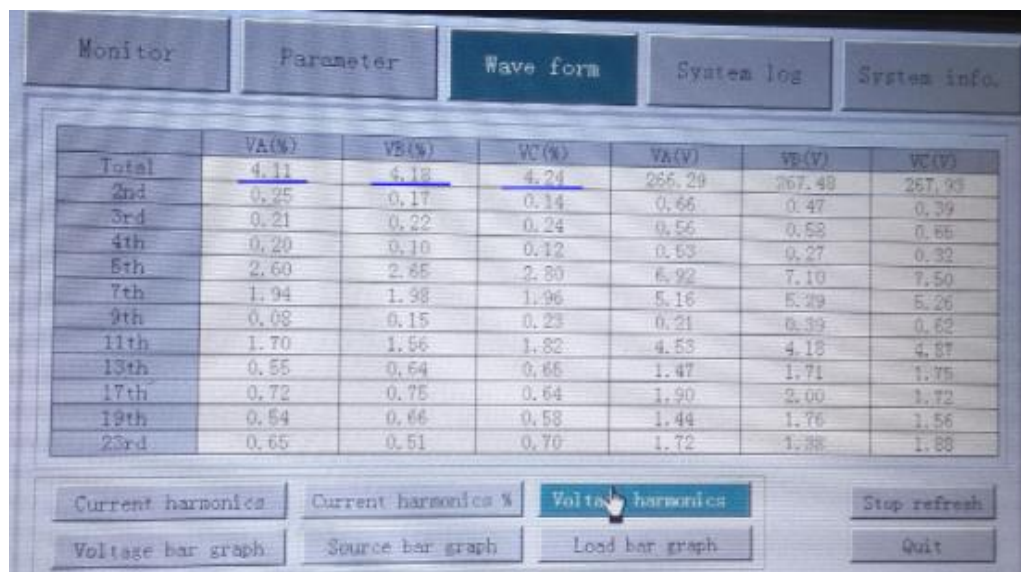 Monitor Parameter Wave form System log System info.
VA(%) VB(%) VC(%) VA(V) VB(V) VC(V)
Total 4.11 4.18 4.24 266.29 267.48 267.93
2nd 0.25 0.17 0.14 0.66 0.47 0.39
3rd 0.21 0.22 0.24 0.56 0.58 0.65
4th 0.20 0.10 0.12 0.53 0.27 0.32
5th 2.60 2.65 2.80 6.92 7.10 7.50
7th 1.94 1.98 1.96 5.16 5.29 5.26
9th 0.08 0.15 0.23 0.21 0.39 0.62
11th 1.70 1.56 1.82 4.53 4.18 4.87
13th 0.55 0.64 0.65 1.47 1.71 1.75
17th 0.72 0.75 0.64 1.90 2.00 1.72
19th 0.54 0.66 0.58 1.44 1.76 1.56
23rd 0.65 0.51 0.70 1.72 1.88
Current harmonics Current harmonics % harmonics Stop refresh
Voltage bar graph Source bar graph Load bar graph Quit